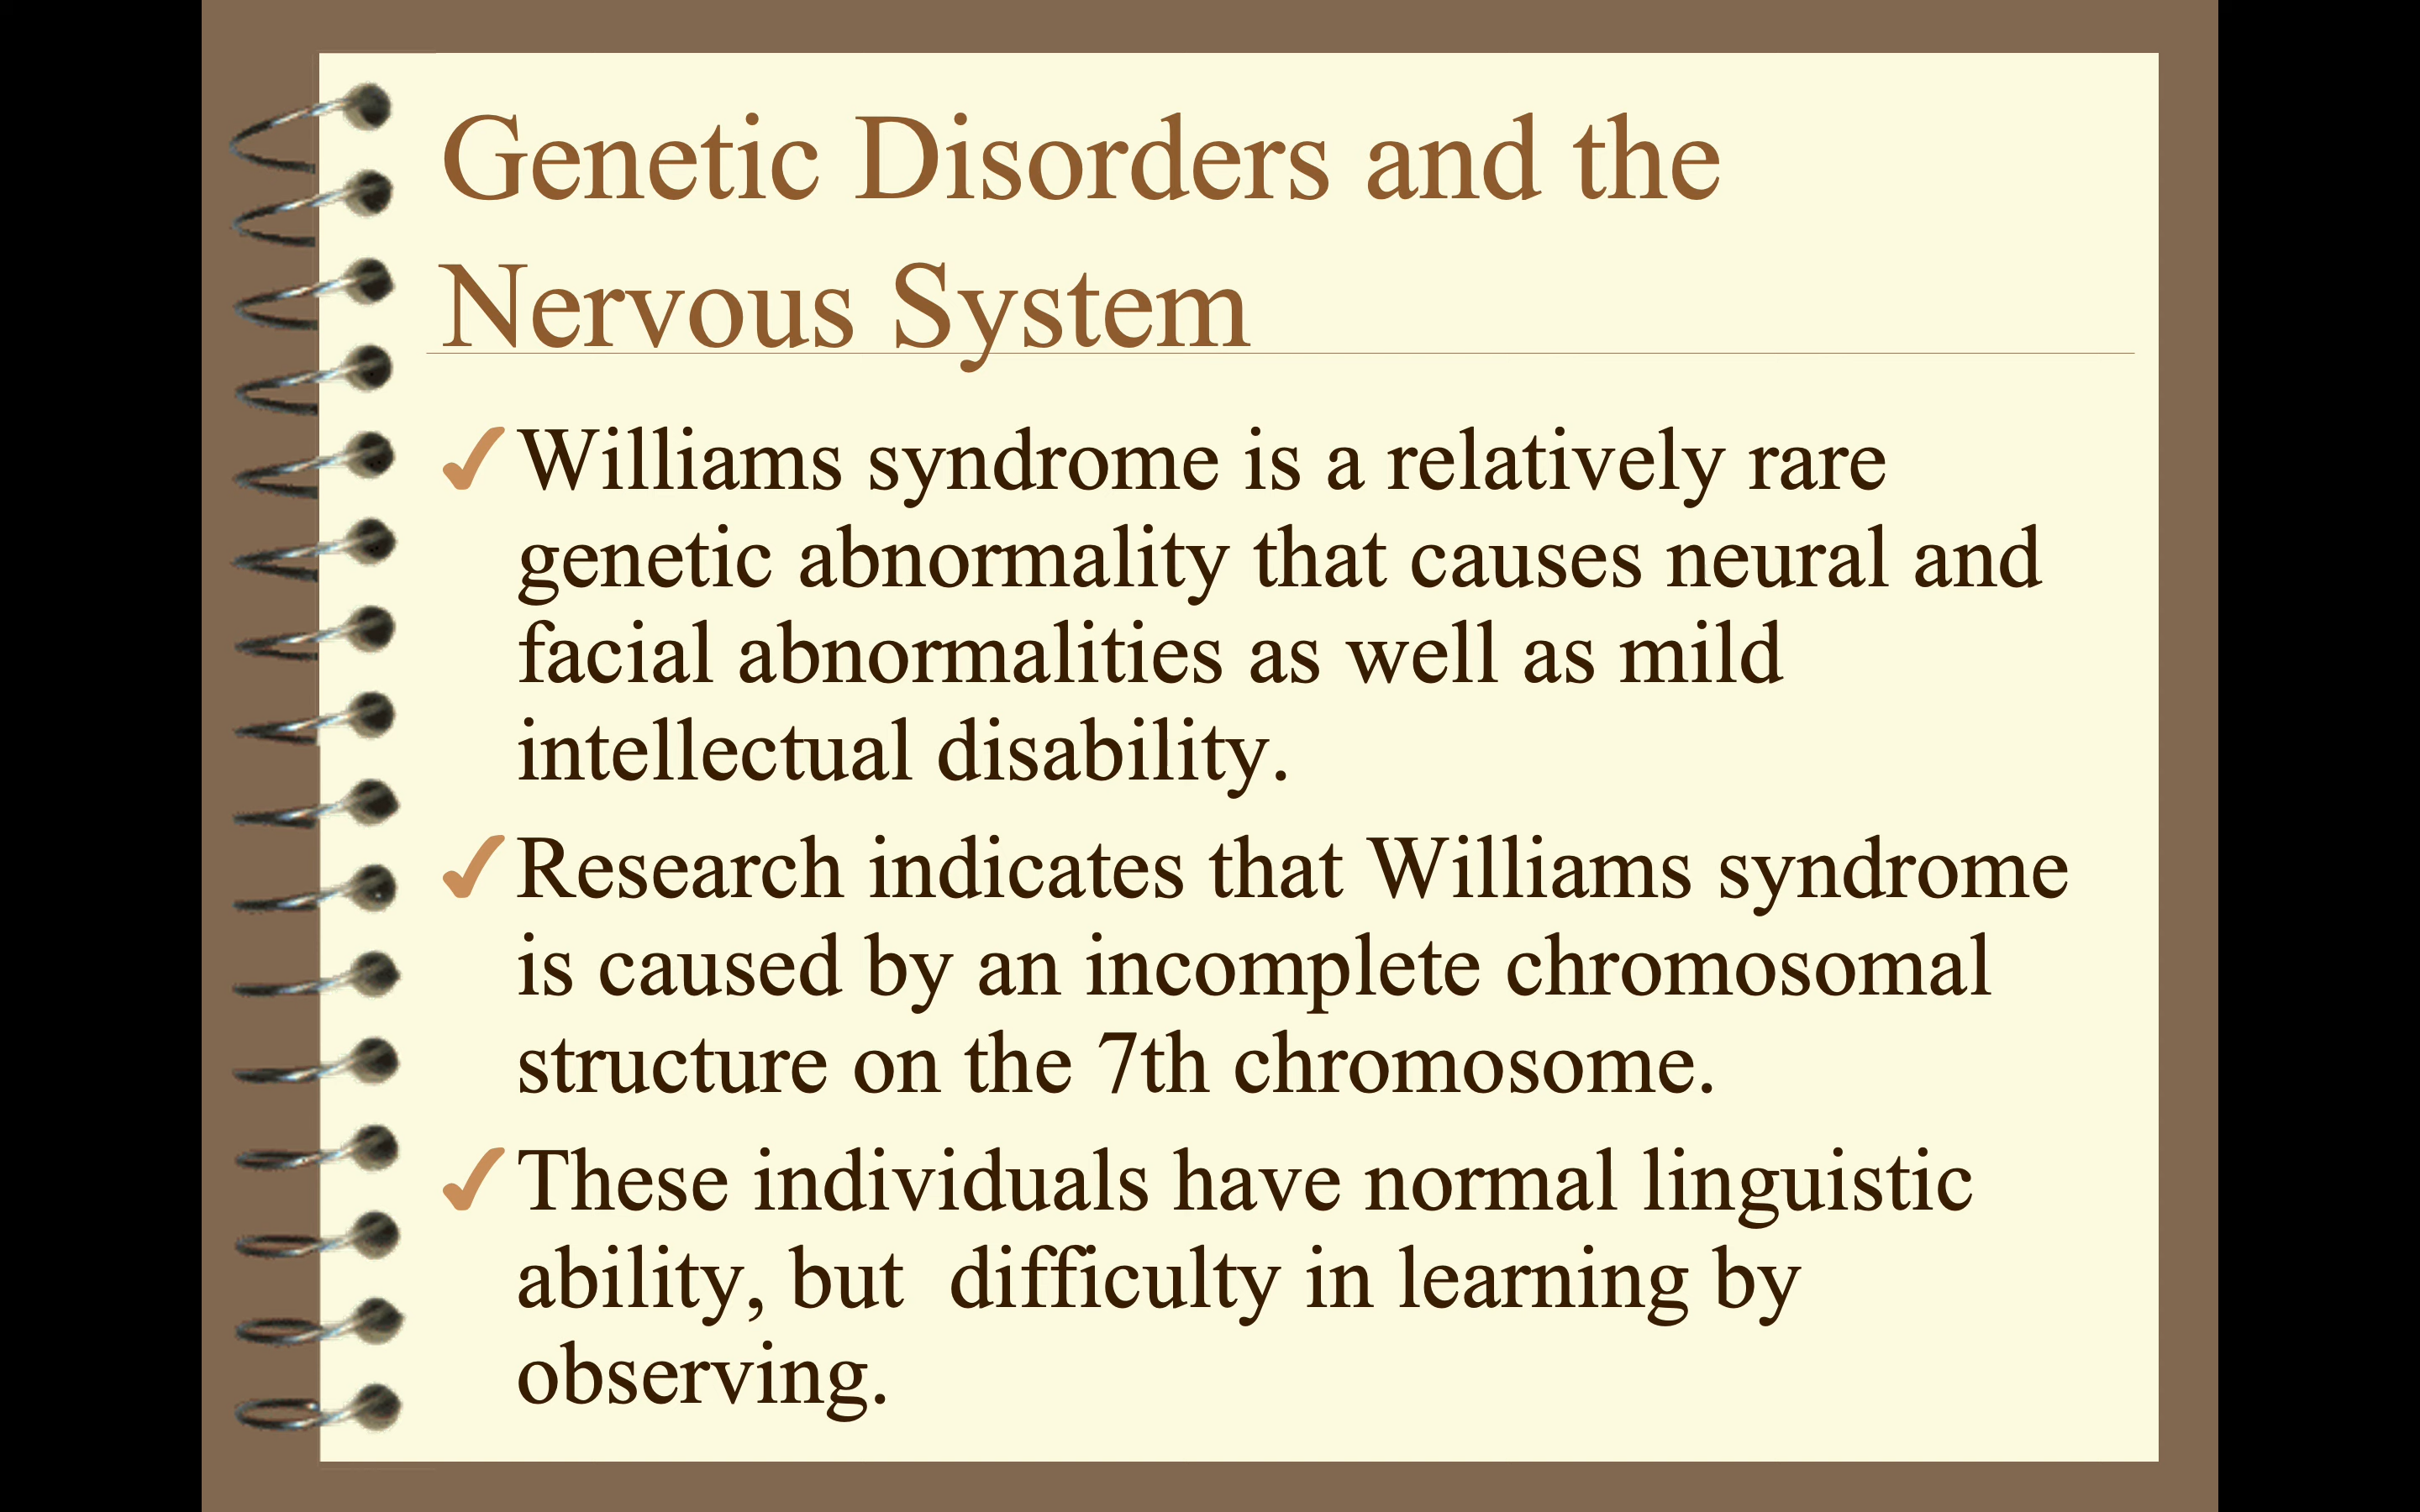 Genetic Disorders and the
Nervous System
✓Williams syndrome is a relatively rare
genetic abnormality that causes neural and
facial abnormalities as well as mild
intellectual disability.
✓Research indicates that Williams syndrome
is caused by an incomplete chromosomal
structure on the 7th chromosome.
✓These individuals have normal linguistic
ability, but  difficulty in learning by
observing.